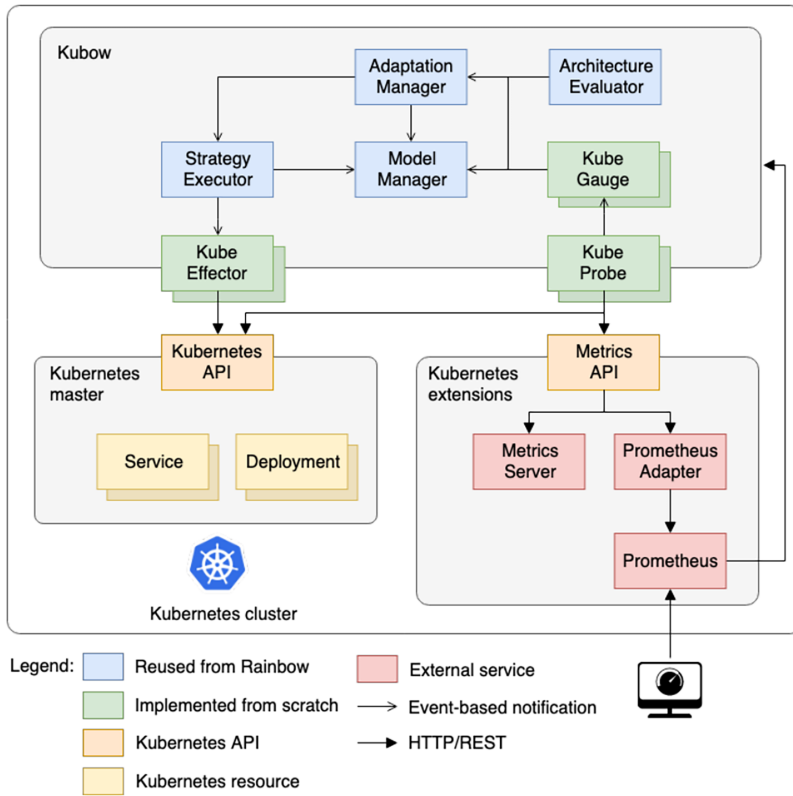 Kubow
Adaptation
Manager
Architecture
Evaluator
Strategy
Executor
Model
Manager
Kube
Gauge
Kube
Effector
Kube
Probe
Kubernetes
API
Metrics
API
Kubernetes
master
Kubernetes
extensions
Service
Deployment
Metrics
Server
Prometheus
Adapter
Prometheus
Kubernetes cluster
Legend:
Reused from Rainbow
External service
Implemented from scratch
Event-based notification
Kubernetes API
HTTP/REST
Kubernetes resource